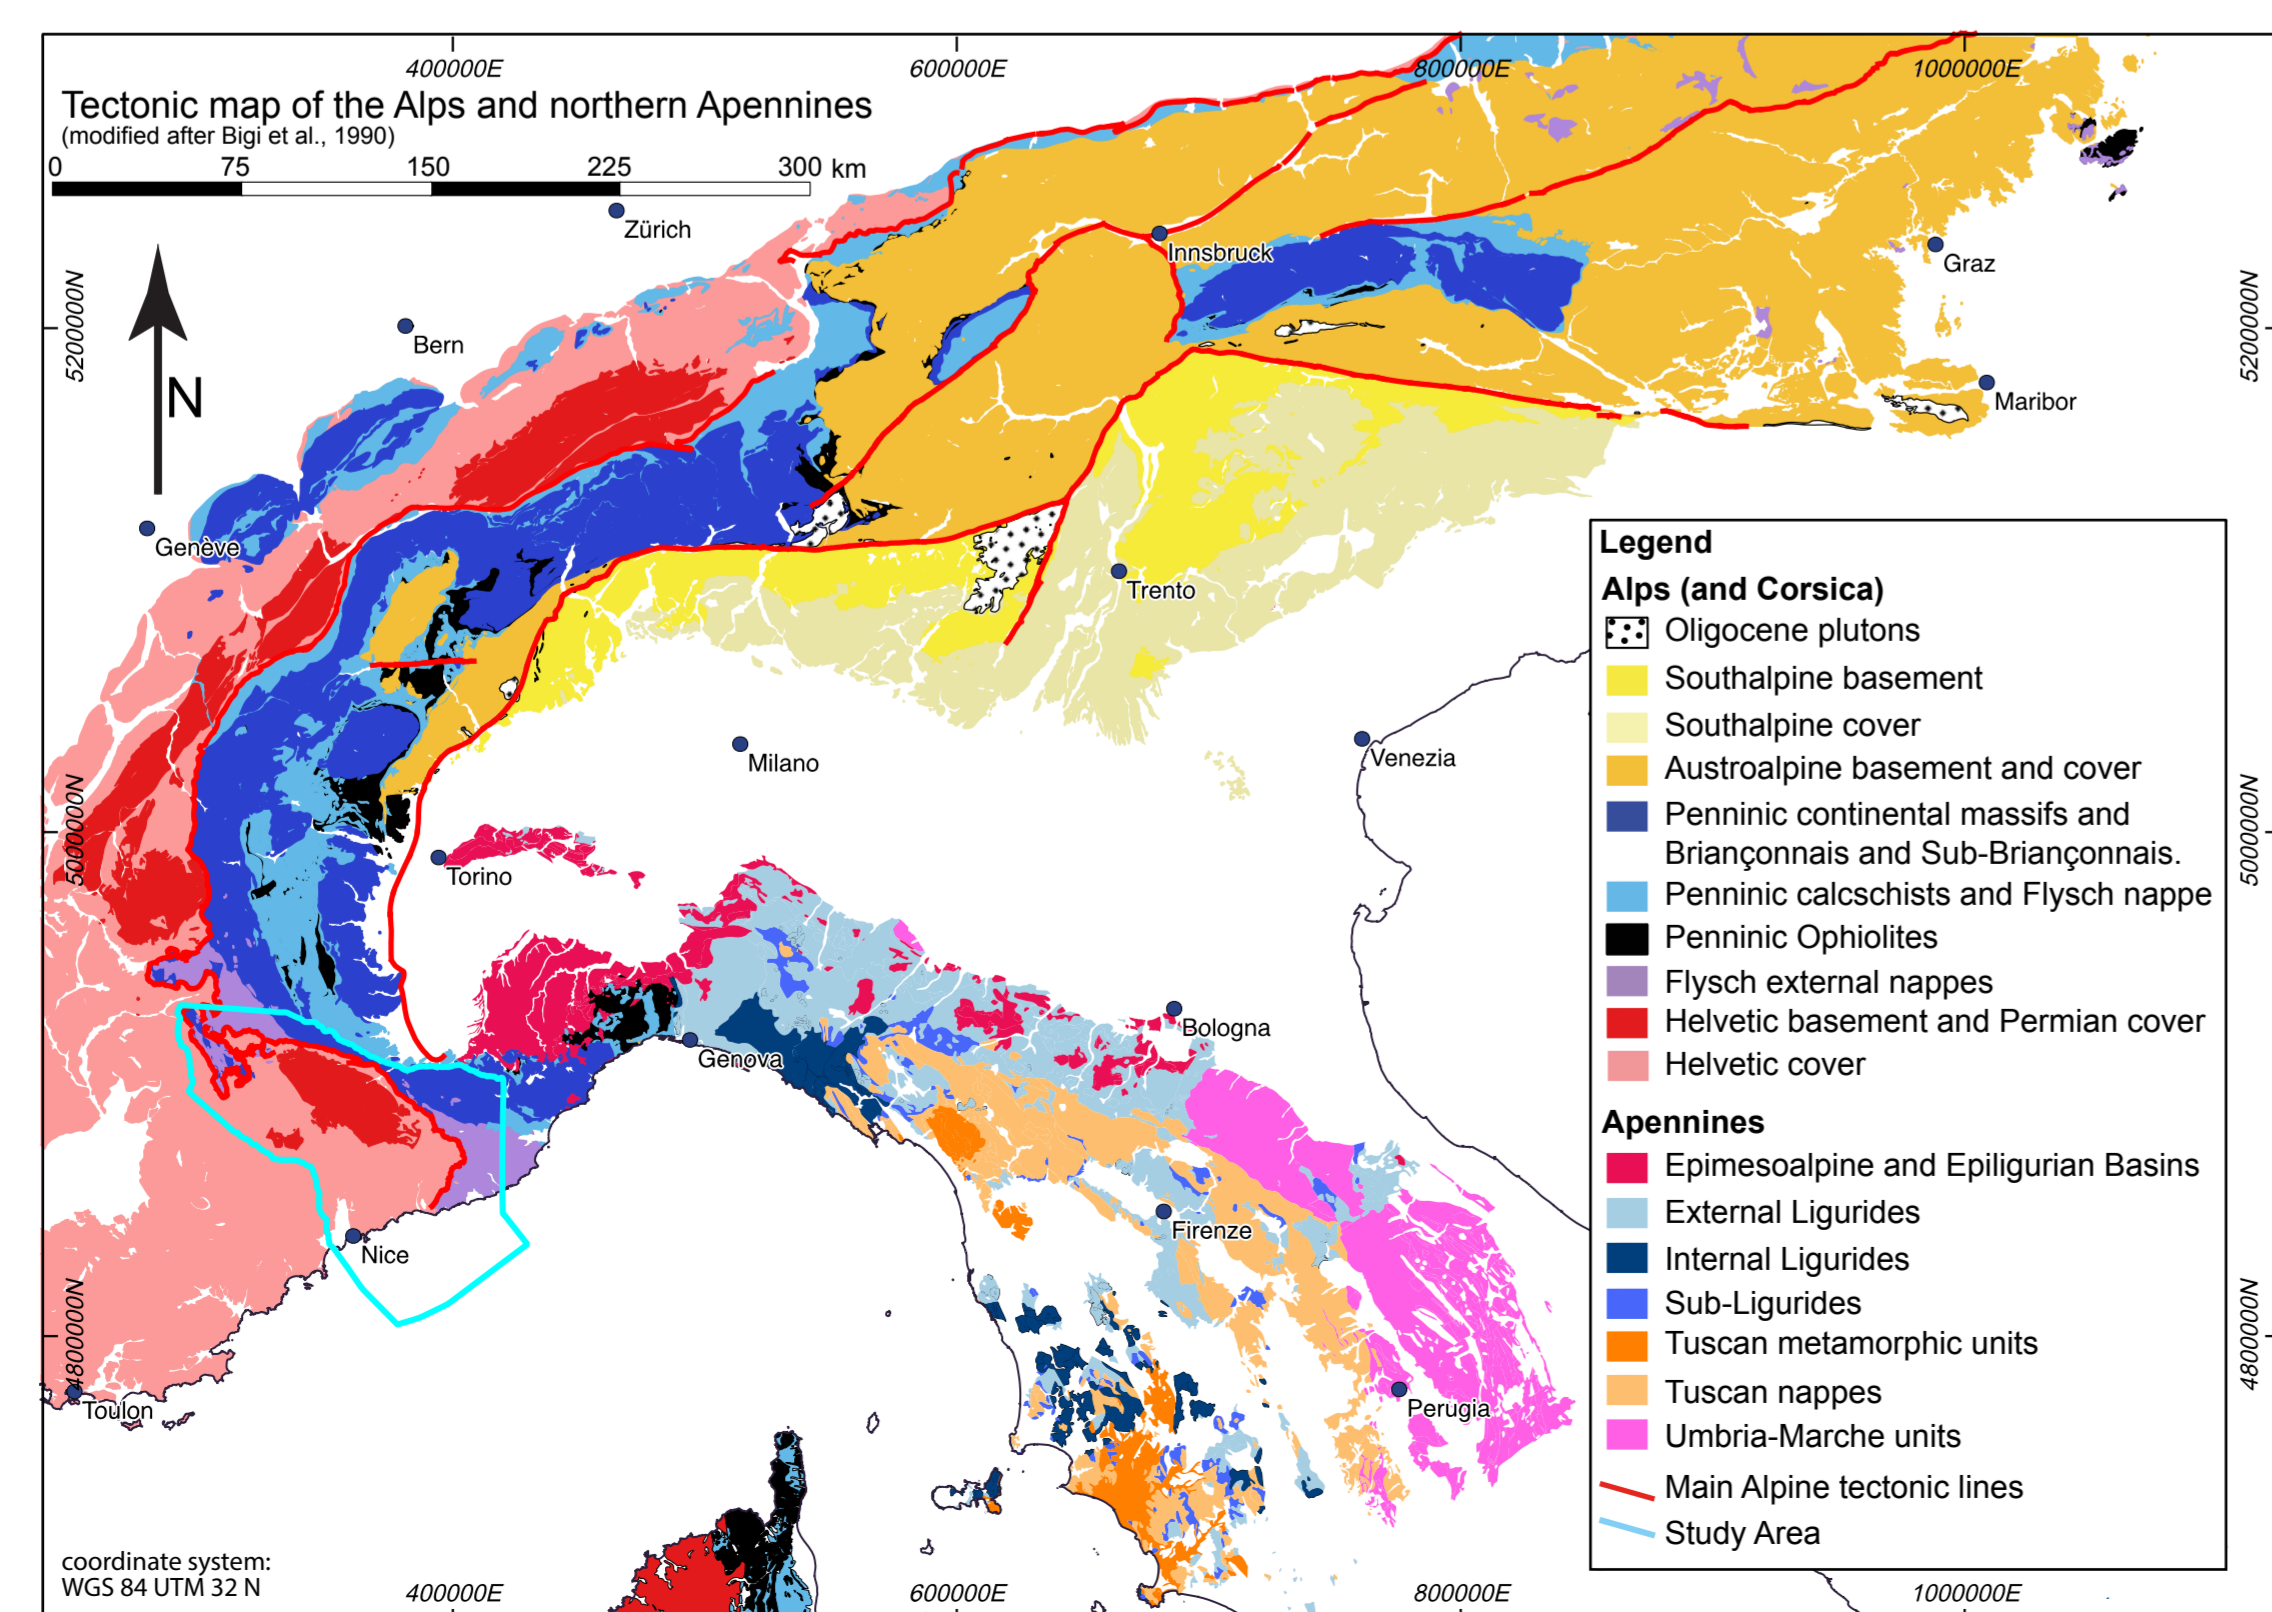 400000E
600000E
800000E
1000000E
Tectonic map of the Alps and northern Apennines
(modified after Bigi et al., 1990)
0 75 150 225 300 km
Zürich
Innsbruck
Graz
5200000N
5200000N
Bern
N
Maribor
Genève
Trento
Milano
Venezia
5000000N
5000000N
Torino
Genova
Bologna
Firenze
Nice
4800000N
4800000N
Toulon
Perugia
Legend
Alps (and Corsica)
Oligocene plutons
Southalpine basement
Southalpine cover
Austroalpine basement and cover
Penninic continental massifs and
Briançonnais and Sub-Briançonnais.
Penninic calcschists and Flysch nappe
Penninic Ophiolites
Flysch external nappes
Helvetic basement and Permian cover
Helvetic cover
Apennines
Epimesoalpine and Epiligurian Basins
External Ligurides
Internal Ligurides
Sub-Ligurides
Tuscan metamorphic units
Tuscan nappes
Umbria-Marche units
Main Alpine tectonic lines
Study Area
coordinate system:
WGS 84 UTM 32 N
400000E
600000E
800000E
1000000E